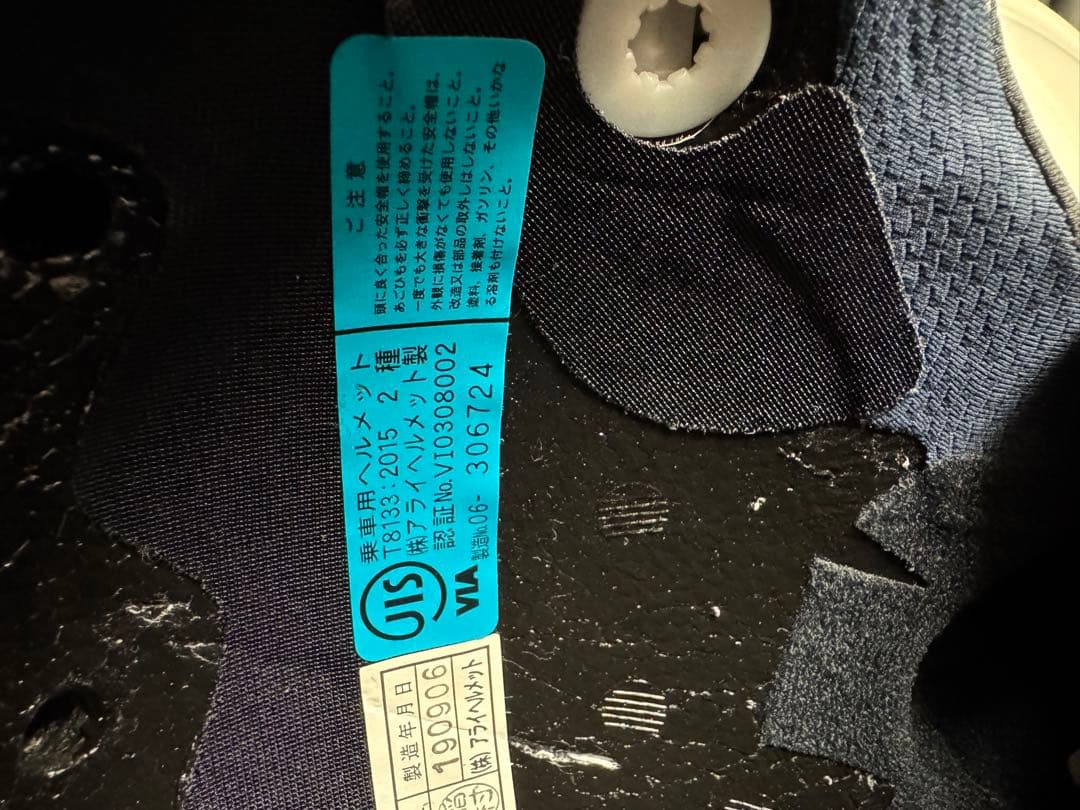 ご注意
頭に良く合った安全帽を使用すること。
あごひもを必ず正しく締めること。
一度でも大きな衝撃を受けた安全帽は、
外観に損傷がなくても使用しないこと。
改造又は部品の取外しはしないこと。
塗料、接着剤、ガソリン、その他いかな
る溶剤も付けないこと。
乗車用ヘルメット
T8133:2015 2種
(株)アライヘルメット製
認証No.VI0308002
製造No.06- 306724
JIS
VIA
製造年月日
190906
(株)アライヘルメット